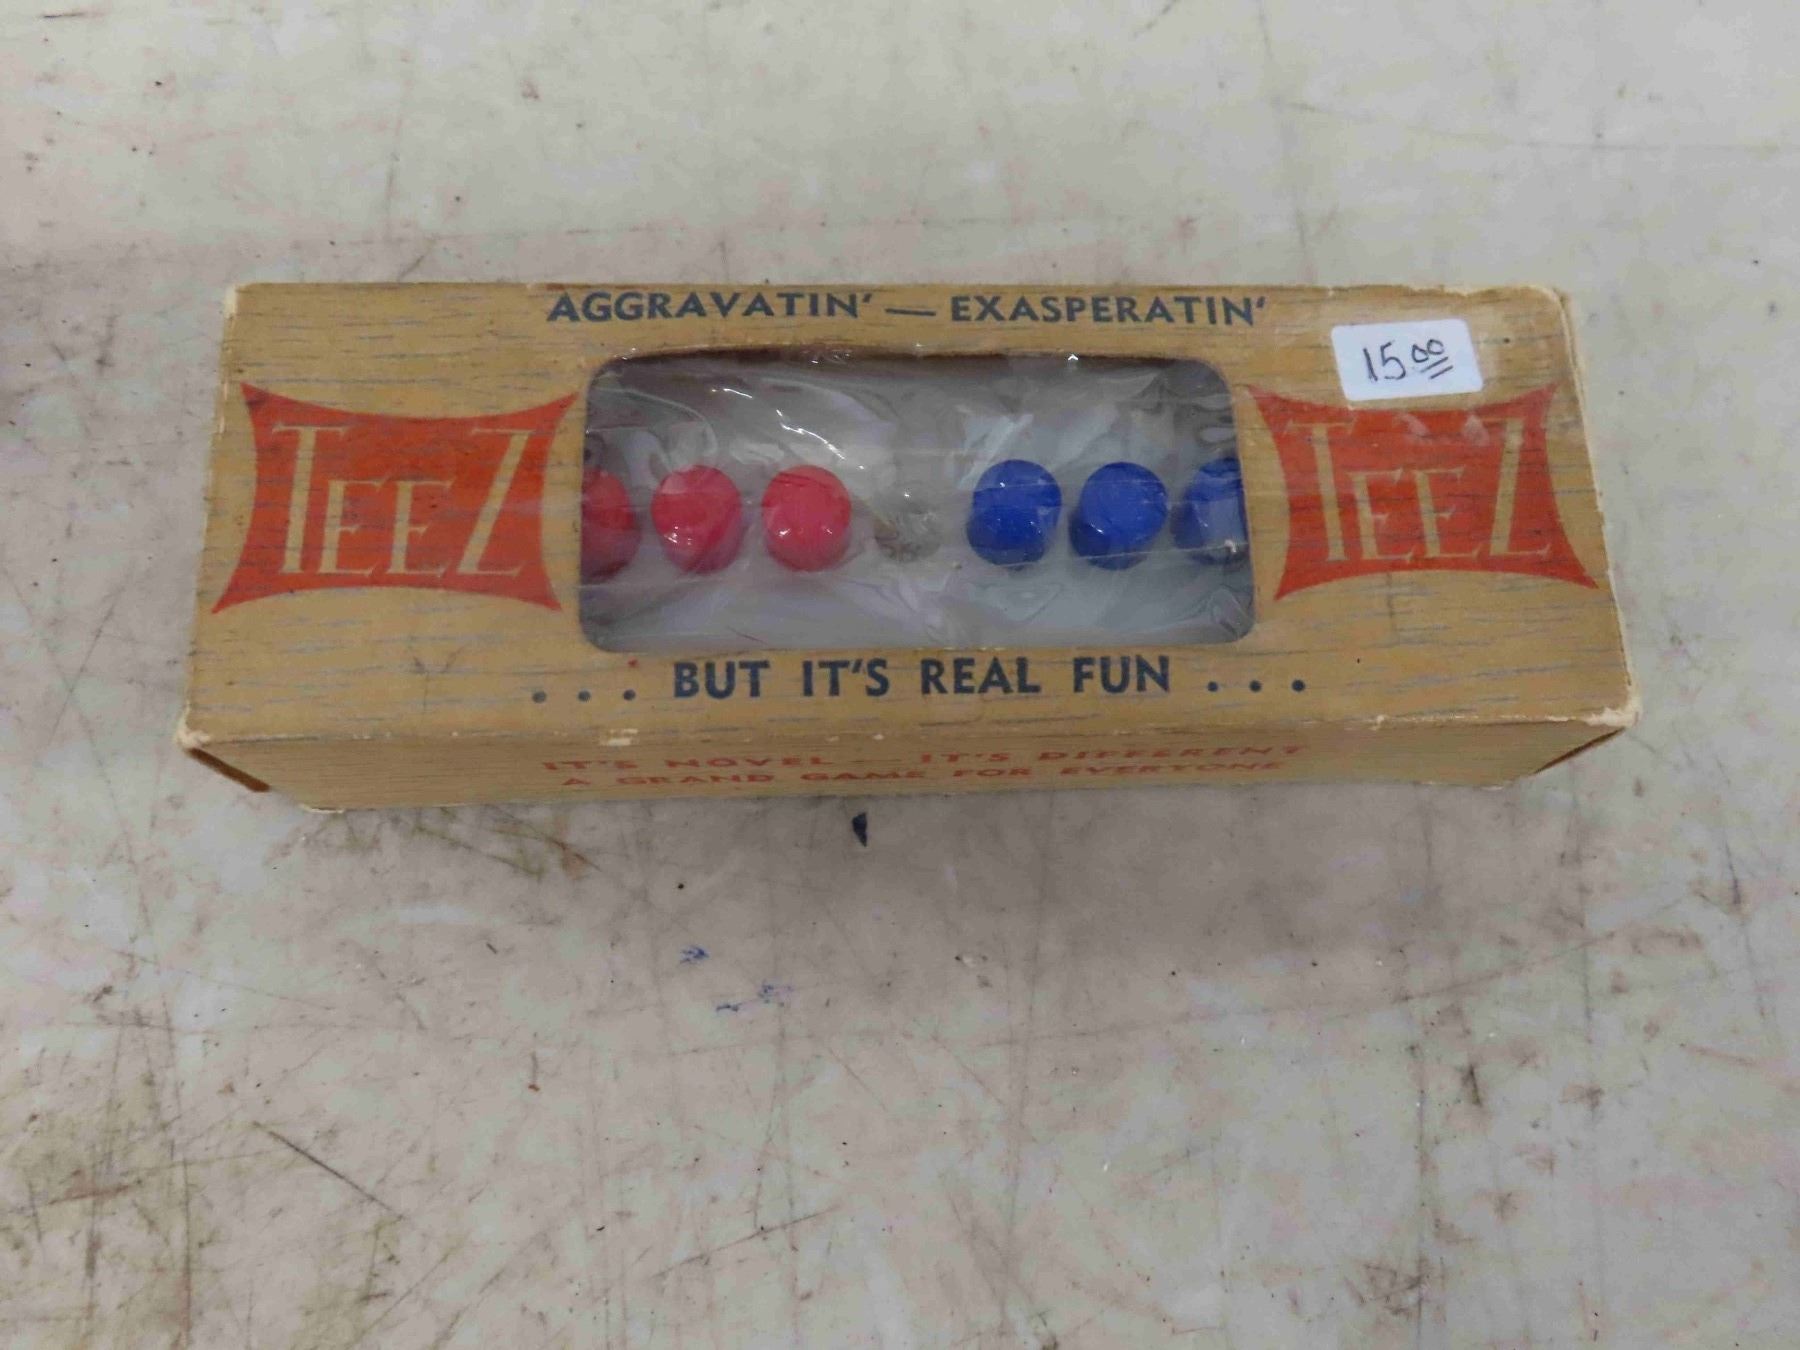 AGGRAVATIN' — EXASPERATIN'
15.00
TEEZ
TEEZ
. . . BUT IT'S REAL FUN . . .
IT'S NOVEL — IT'S DIFFERENT
A GRAND GAME FOR EVERYONE